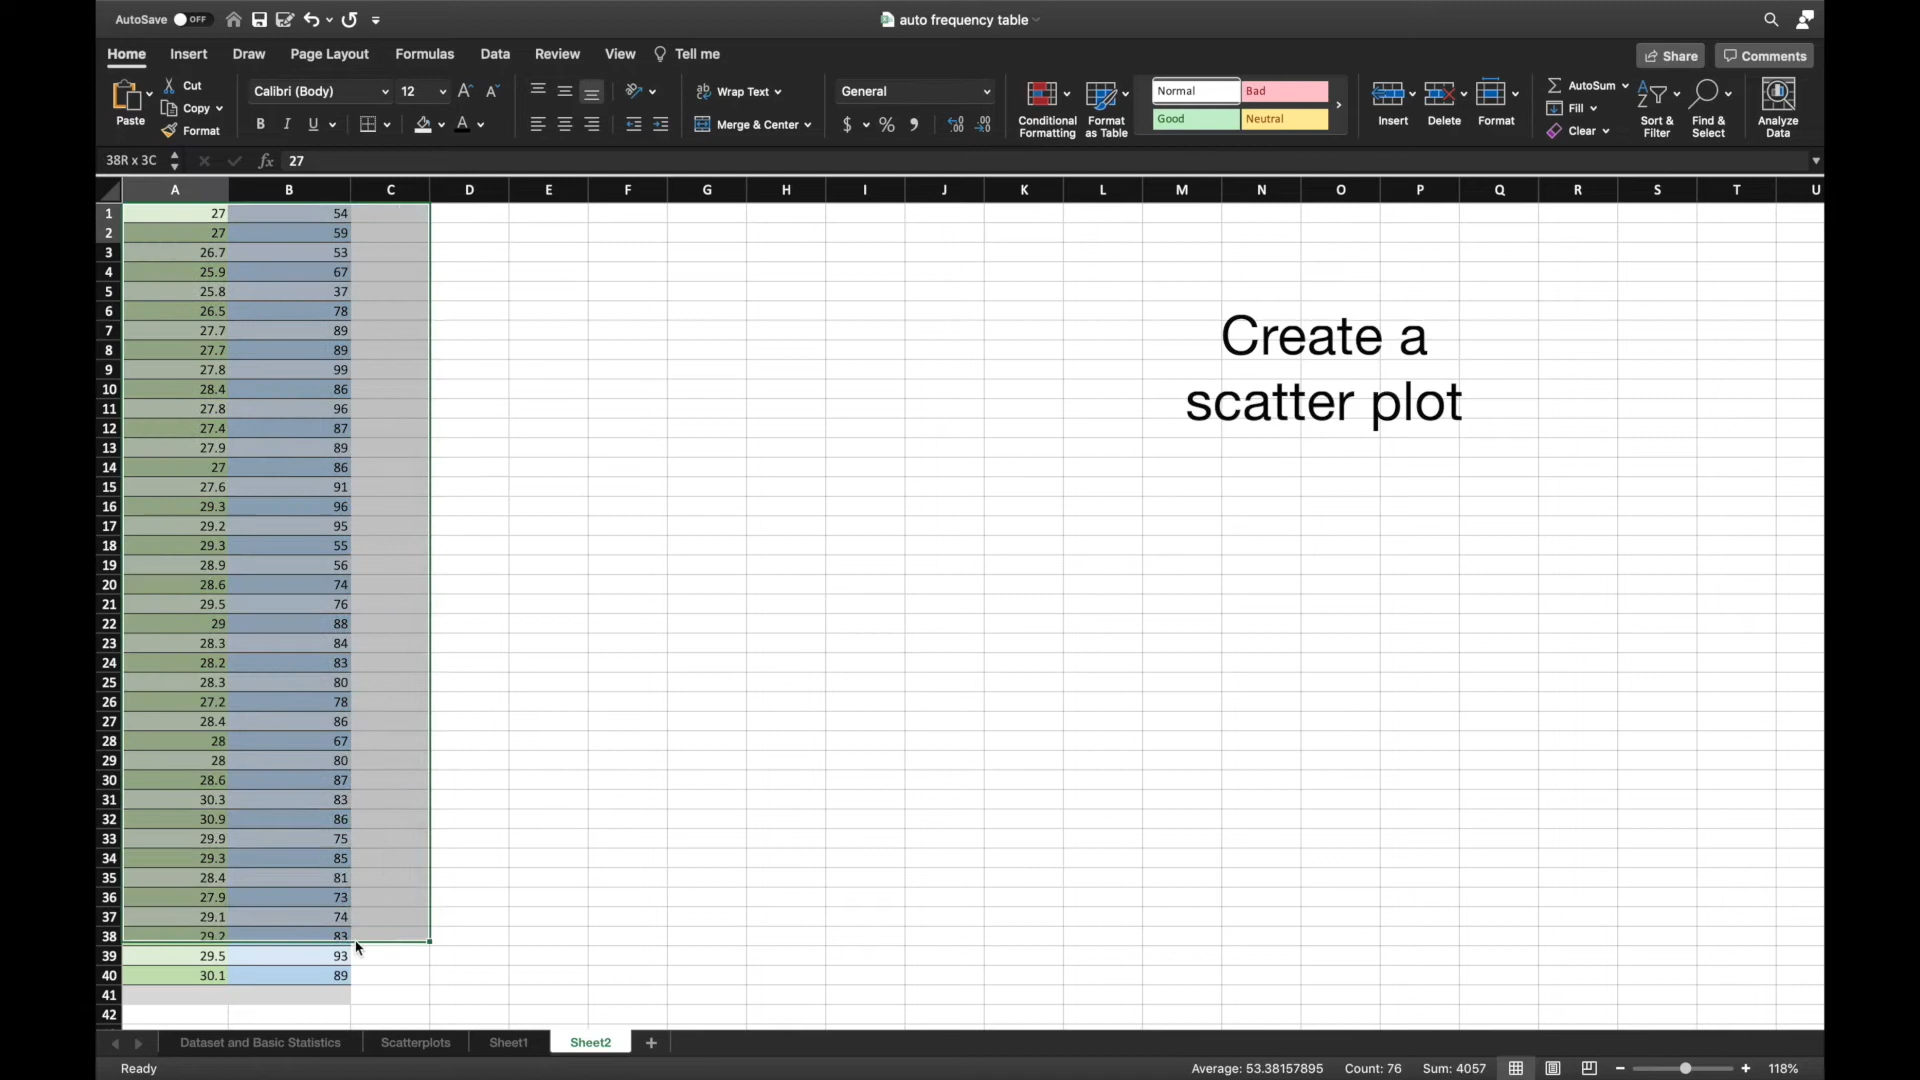 AutoSave OFF auto frequency table
Home Insert Draw Page Layout Formulas Data Review View Tell me Share Comments
Paste Cut Copy Format
Calibri (Body) 12 A^ A˅
B I U A
Wrap Text
Merge & Center
General
$ %
Conditional Formatting
Format as Table
Normal Bad
Good Neutral
Insert Delete Format
AutoSum
Fill
Clear
Sort & Filter
Find & Select
Analyze Data
38R x 3C fx 27
A B C D E F G H I J K L M N O P Q R S T U
1 27 54
2 27 59
3 26.7 53
4 25.9 67
5 25.8 37
6 26.5 78
7 27.7 89
8 27.7 89
9 27.8 99
10 28.4 86
11 27.8 96
12 27.4 87
13 27.9 89
14 27 86
15 27.6 91
16 29.3 96
17 29.2 95
18 29.3 55
19 28.9 56
20 28.6 74
21 29.5 76
22 29 88
23 28.3 84
24 28.2 83
25 28.3 80
26 27.2 78
27 28.4 86
28 28 67
29 28 80
30 28.6 87
31 30.3 83
32 30.9 86
33 29.9 75
34 29.3 85
35 28.4 81
36 27.9 73
37 29.1 74
38 29.2 83
39 29.5 93
40 30.1 89
41
42
Create a
scatter plot
Dataset and Basic Statistics Scatterplots Sheet1 Sheet2 +
Ready Average: 53.38157895 Count: 76 Sum: 4057 118%